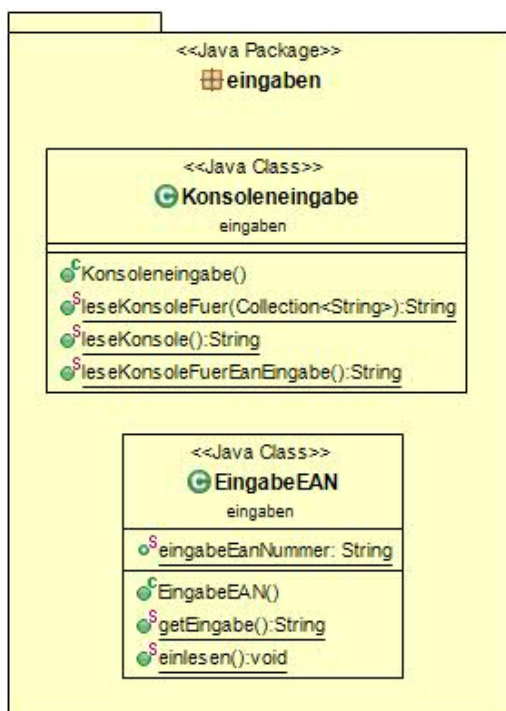 <<Java Package>>
eingaben
<<Java Class>>
Konsoleneingabe
eingaben
Konsoleneingabe()
leseKonsoleFuer(Collection<String>):String
leseKonsole():String
leseKonsoleFuerEanEingabe():String
<<Java Class>>
EingabeEAN
eingaben
eingabeEanNummer: String
EingabeEAN()
getEingabe():String
einlesen():void